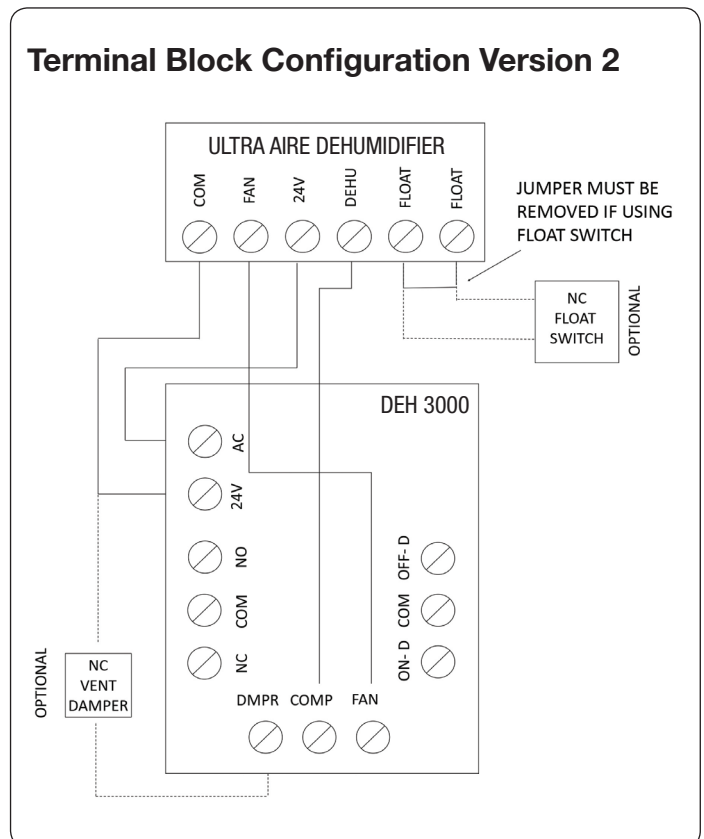 Terminal Block Configuration Version 2
ULTRA AIRE DEHUMIDIFIER
COM
FAN
24V
DEHU
FLOAT
FLOAT
JUMPER MUST BE
REMOVED IF USING
FLOAT SWITCH
NC
FLOAT
SWITCH
OPTIONAL
DEH 3000
AC
24V
NO
COM
NC
OFF- D
COM
ON- D
OPTIONAL
NC
VENT
DAMPER
DMPR COMP FAN